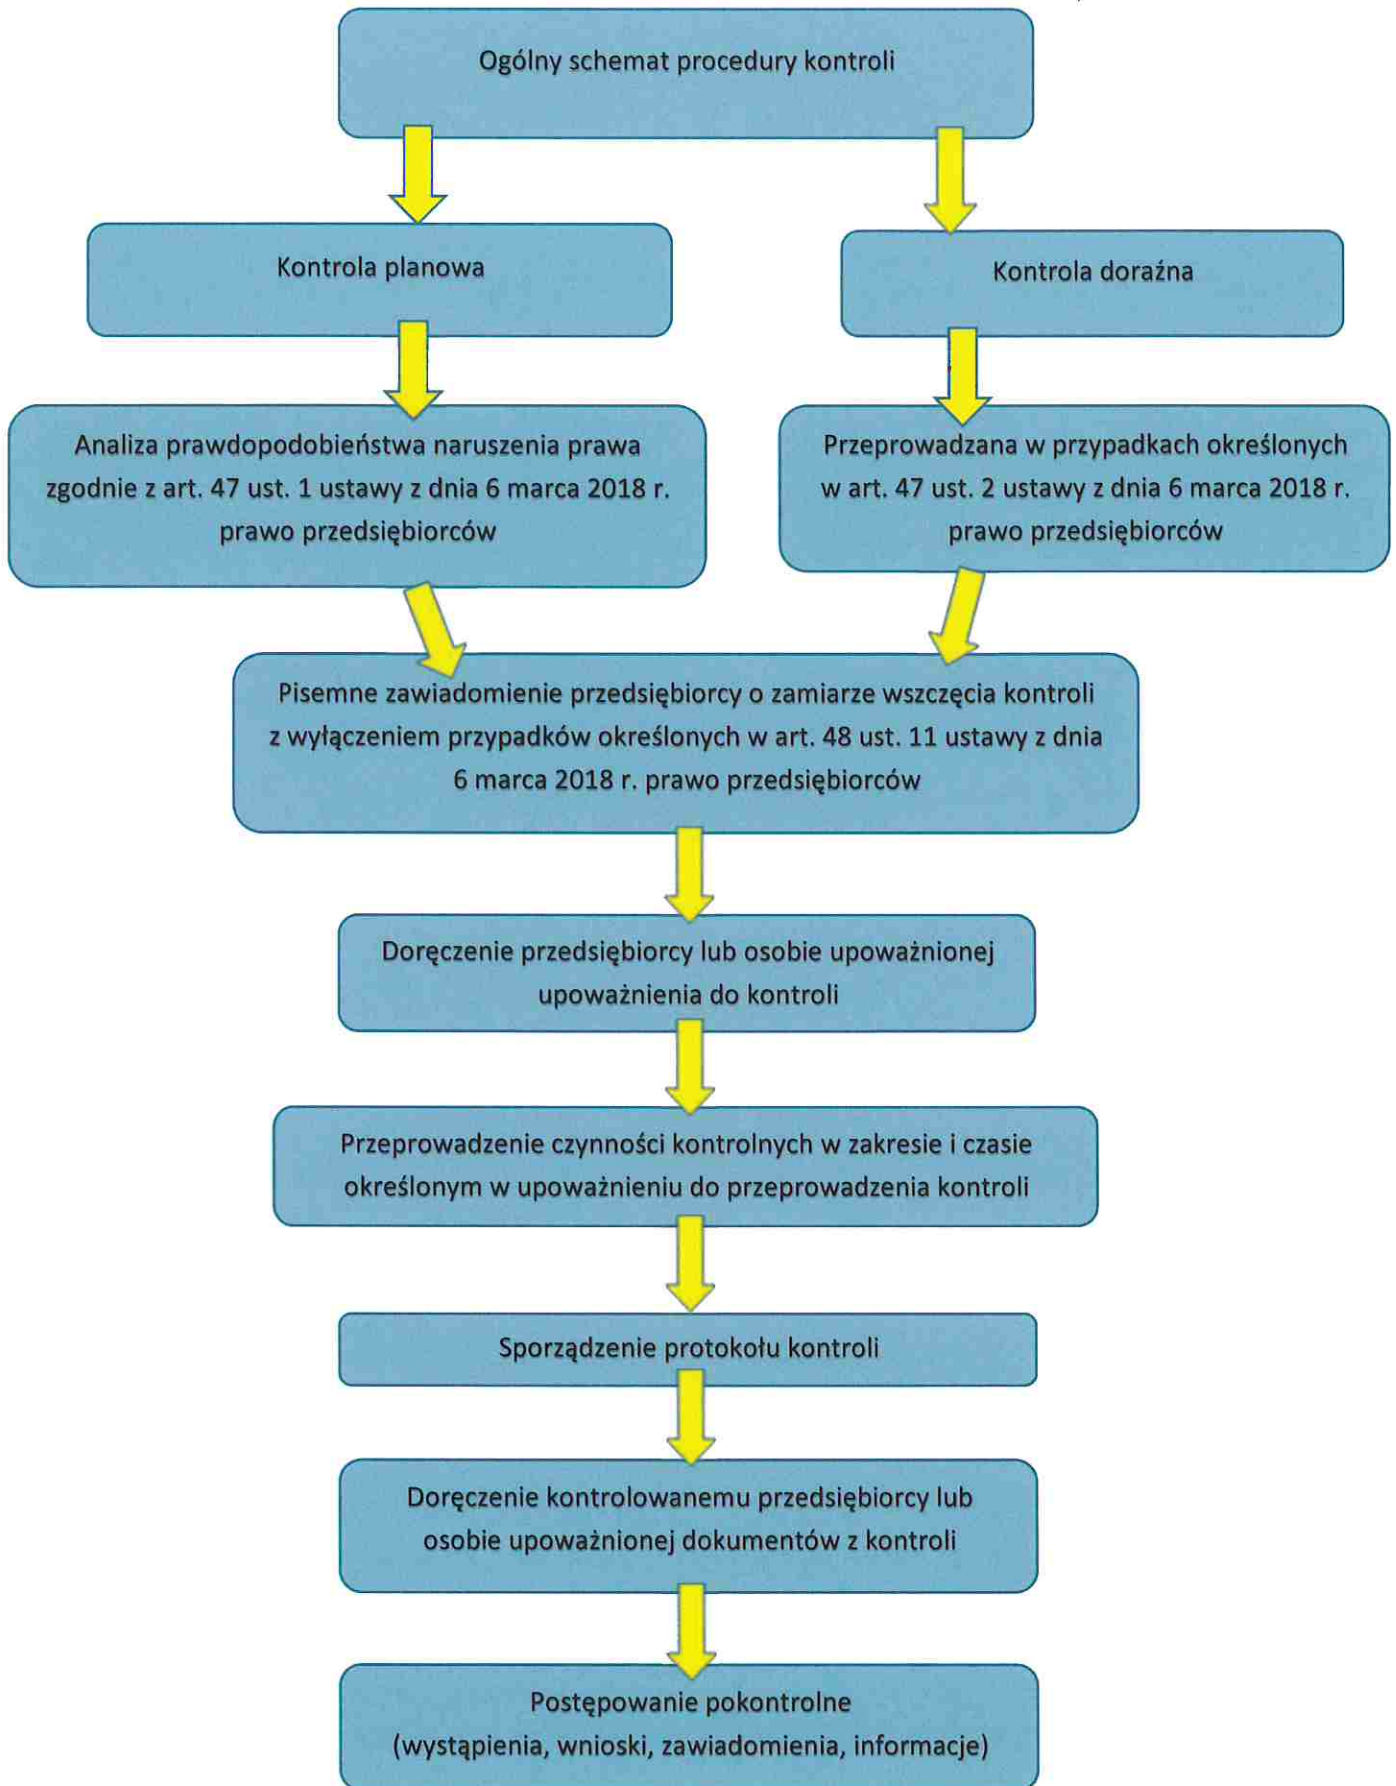 Ogólny schemat procedury kontroli
Kontrola planowa
Kontrola doraźna
Analiza prawdopodobieństwa naruszenia prawa
zgodnie z art. 47 ust. 1 ustawy z dnia 6 marca 2018 r.
prawo przedsiębiorców
Przeprowadzana w przypadkach określonych
w art. 47 ust. 2 ustawy z dnia 6 marca 2018 r.
prawo przedsiębiorców
Pisemne zawiadomienie przedsiębiorcy o zamiarze wszczęcia kontroli
z wyłączeniem przypadków określonych w art. 48 ust. 11 ustawy z dnia
6 marca 2018 r. prawo przedsiębiorców
Doręczenie przedsiębiorcy lub osobie upoważnionej
upoważnienia do kontroli
Przeprowadzenie czynności kontrolnych w zakresie i czasie
określonym w upoważnieniu do przeprowadzenia kontroli
Sporządzenie protokołu kontroli
Doręczenie kontrolowanemu przedsiębiorcy lub
osobie upoważnionej dokumentów z kontroli
Postępowanie pokontrolne
(wystąpienia, wnioski, zawiadomienia, informacje)